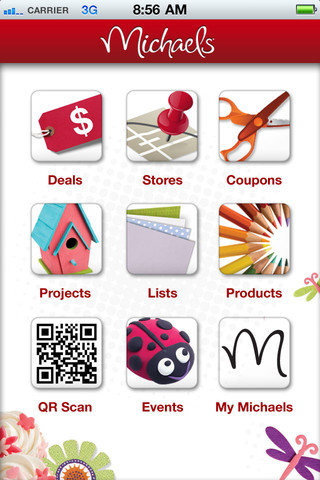 CARRIER 3G 8:56 AM
Michaels
$
Deals Stores Coupons
Projects Lists Products
m
QR Scan Events My Michaels